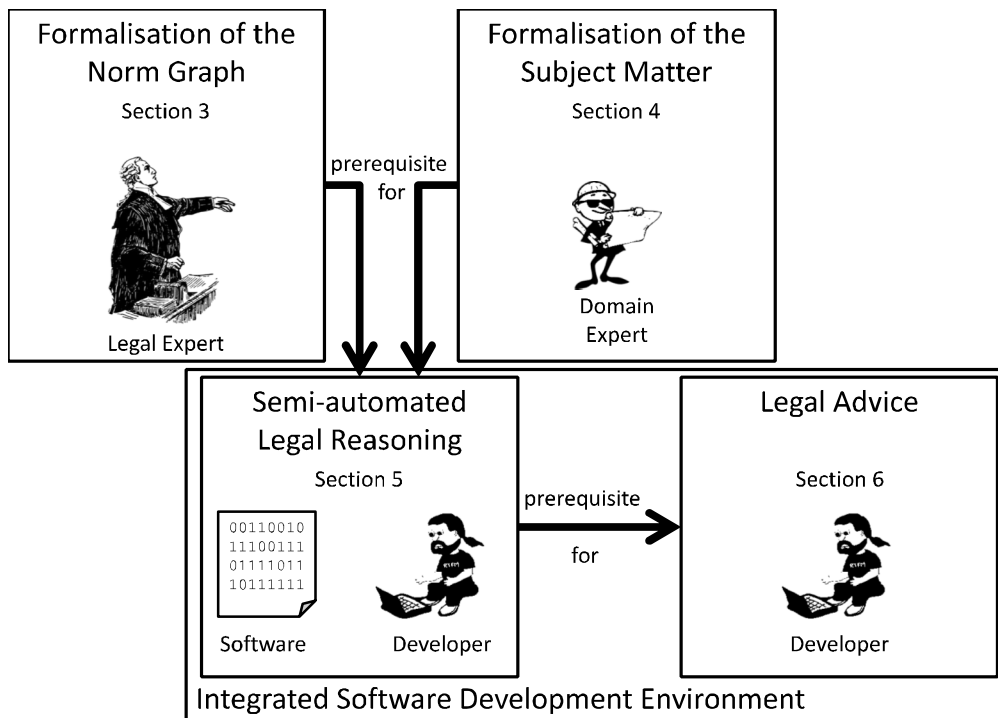 Formalisation of the
Norm Graph
Section 3
Legal Expert
prerequisite
for
Formalisation of the
Subject Matter
Section 4
Domain
Expert
Semi-automated
Legal Reasoning
Section 5
00110010
11100111
01111011
10111111
Software
Developer
prerequisite
for
Legal Advice
Section 6
Developer
Integrated Software Development Environment